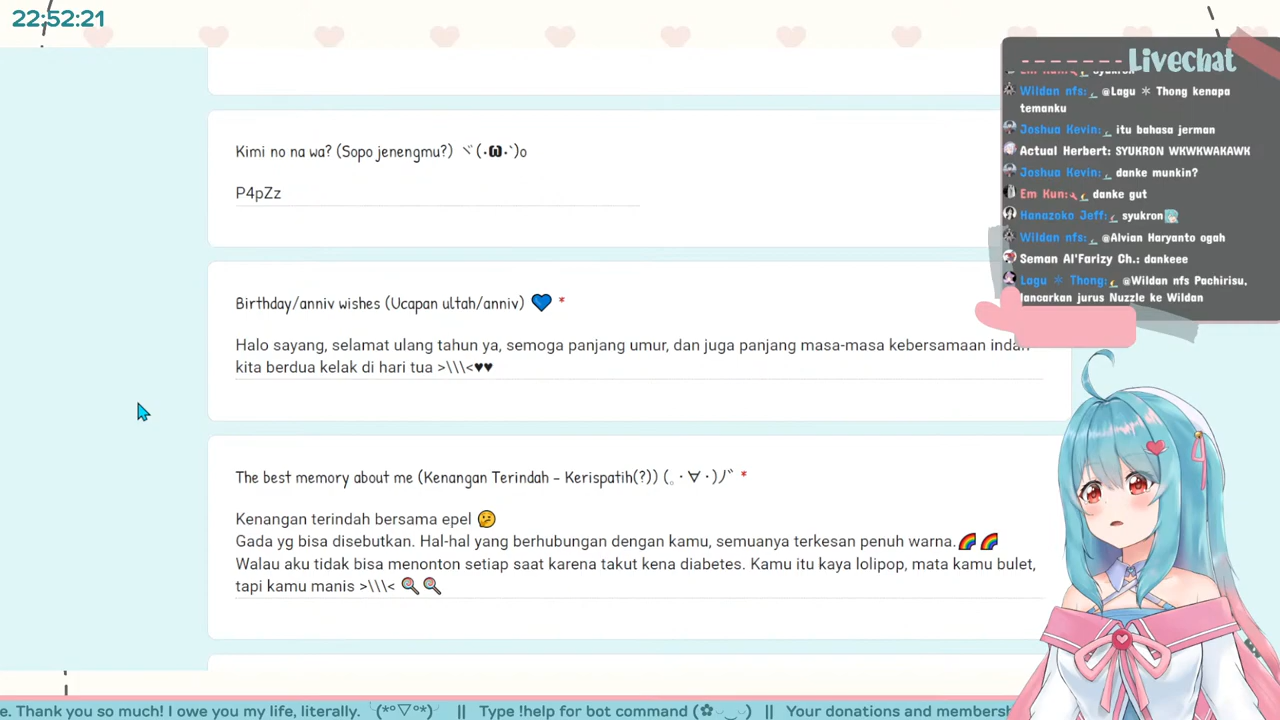 22:52:21
Livechat
Wildan nfs: @Lagu ✳ Thong kenapa
temanku
Joshua Kevin: itu bahasa jerman
Actual Herbert: SYUKRON WKWKWAKAWK
Joshua Kevin: danke munkin?
Em Kun: danke gut
Hanazoko Jeff: syukron
Wildan nfs: @Alvian Haryanto ogah
Seman Al'Farizy Ch.: dankeee
Lagu ✳ Thong: @Wildan nfs Pachirisu,
lancarkan jurus Nuzzle ke Wildan
Kimi no na wa? (Sopo jenengmu?) ヾ(･ω･`)o
P4pZz
Birthday/anniv wishes (Ucapan ultah/anniv) 💙 *
Halo sayang, selamat ulang tahun ya, semoga panjang umur, dan juga panjang masa-masa kebersamaan indah
kita berdua kelak di hari tua >\\\<♥♥
The best memory about me (Kenangan Terindah - Kerispatih(?)) (｡･∀･)ﾉﾞ *
Kenangan terindah bersama epel 🤔
Gada yg bisa disebutkan. Hal-hal yang berhubungan dengan kamu, semuanya terkesan penuh warna.🌈 🌈
Walau aku tidak bisa menonton setiap saat karena takut kena diabetes. Kamu itu kaya lolipop, mata kamu bulet,
tapi kamu manis >\\\< 🍭 🍭
e. Thank you so much! I owe you my life, literally. ╰(*°▽°*)╯ || Type !help for bot command (✿◡‿◡) || Your donations and membersh